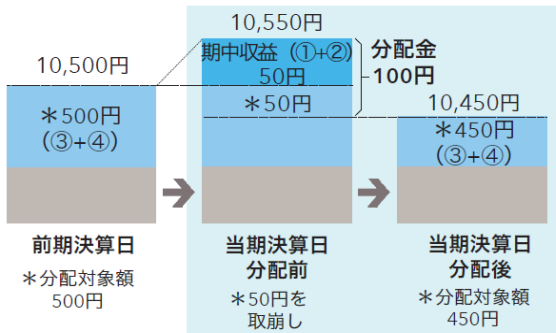 10,500円
＊500円
（③+④）
前期決算日
＊分配対象額
500円
10,550円
期中収益（①+②）
50円
＊50円
分配金
100円
当期決算日
分配前
＊50円を
取崩し
10,450円
＊450円
（③+④）
当期決算日
分配後
＊分配対象額
450円